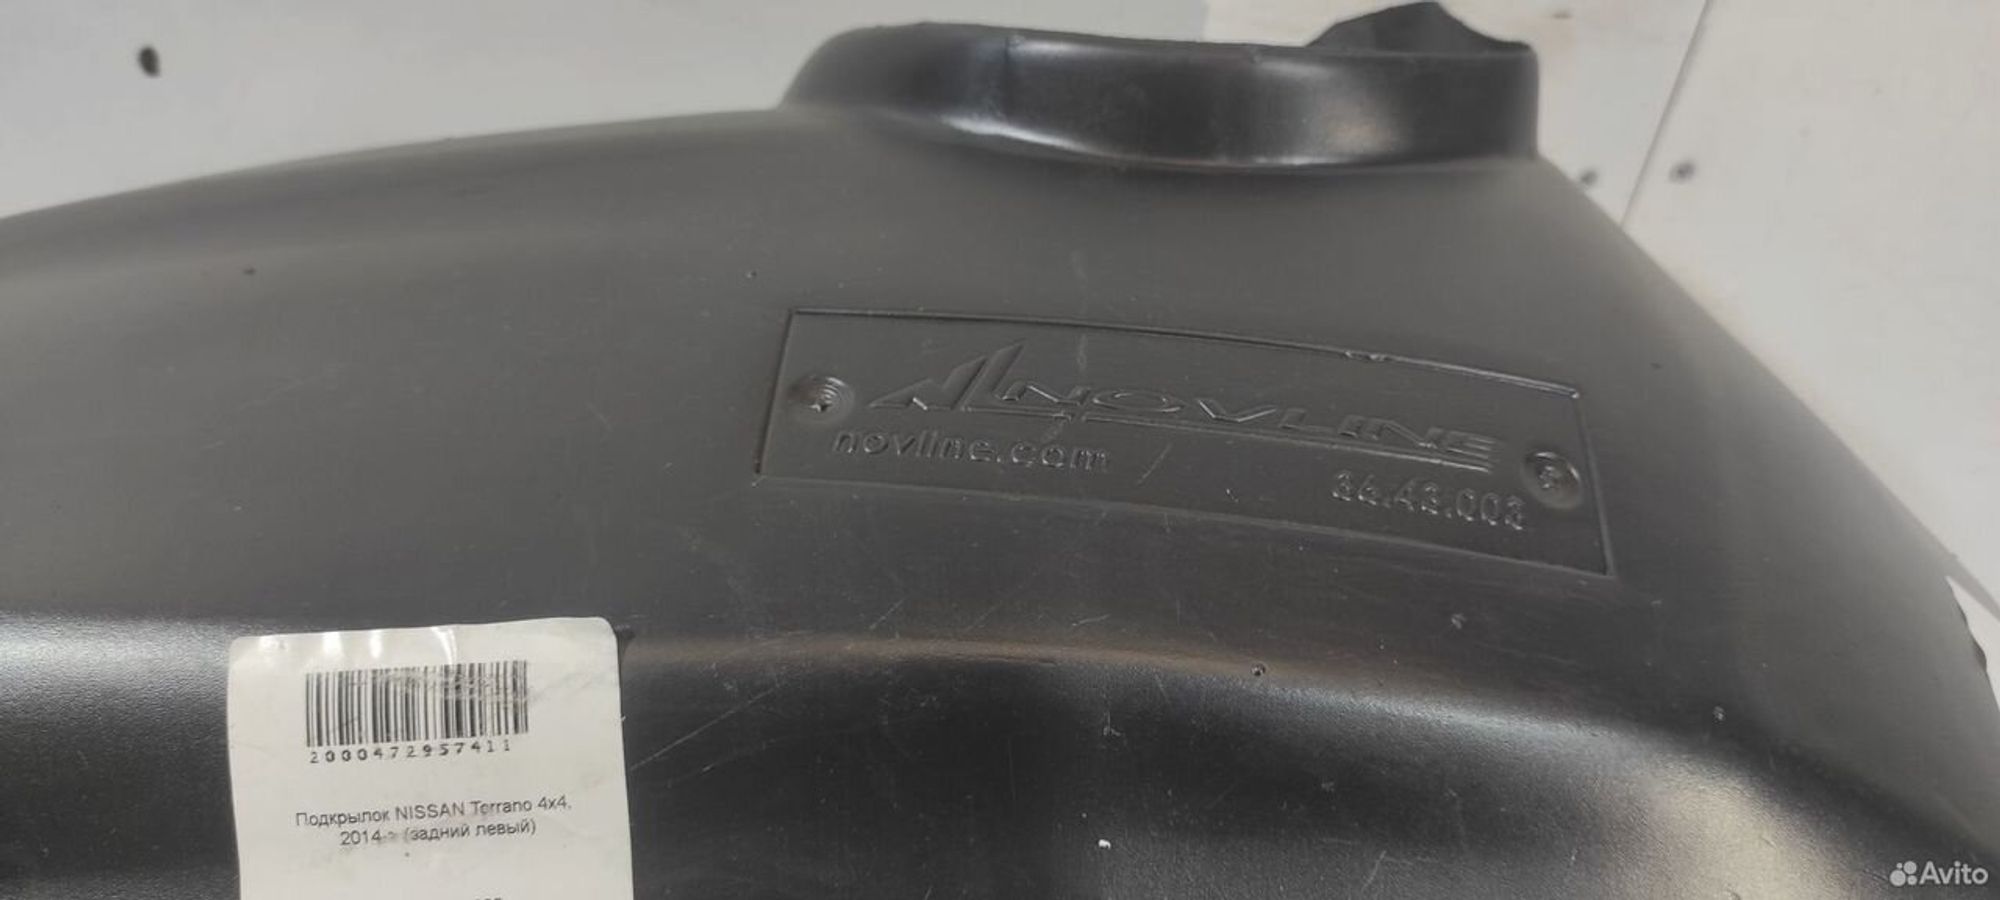 NOVLINE
novline.com
36.43.003
2000472957411
Подкрылок NISSAN Terrano 4x4,
2014-> (задний левый)
Avito